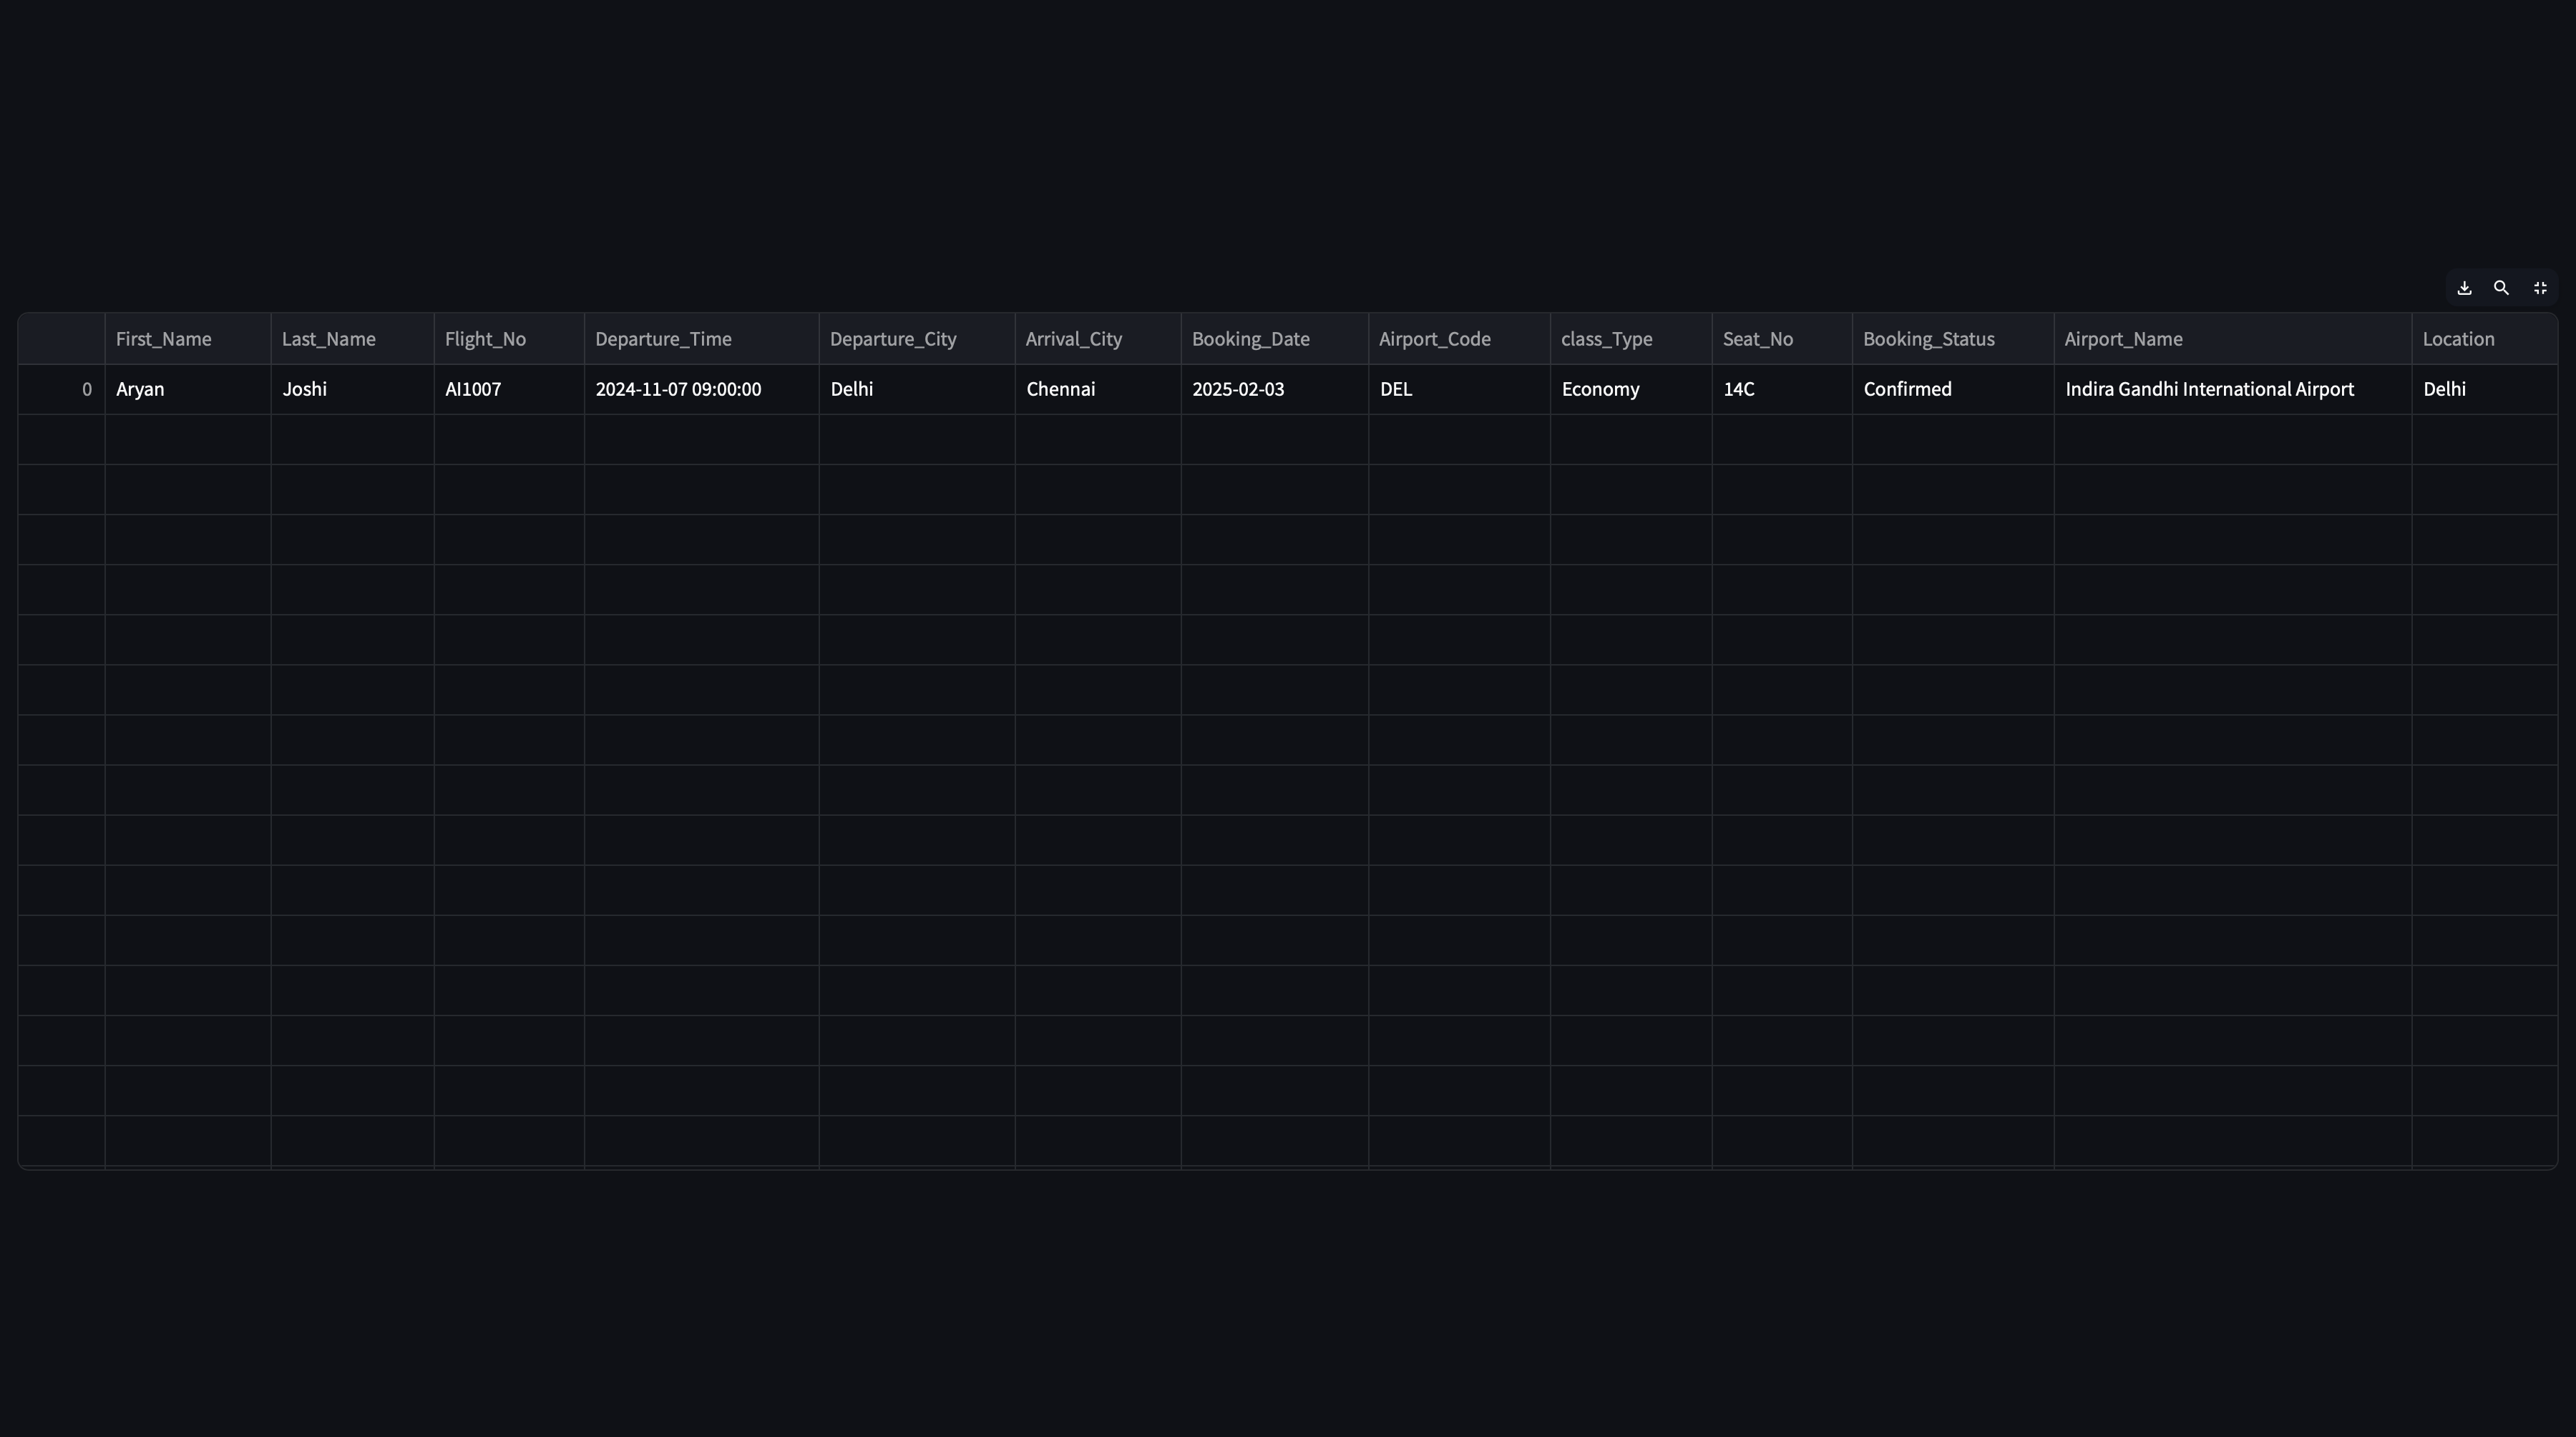 First_Name Last_Name Flight_No Departure_Time Departure_City Arrival_City Booking_Date Airport_Code class_Type Seat_No Booking_Status Airport_Name Location
0 Aryan Joshi AI1007 2024-11-07 09:00:00 Delhi Chennai 2025-02-03 DEL Economy 14C Confirmed Indira Gandhi International Airport Delhi